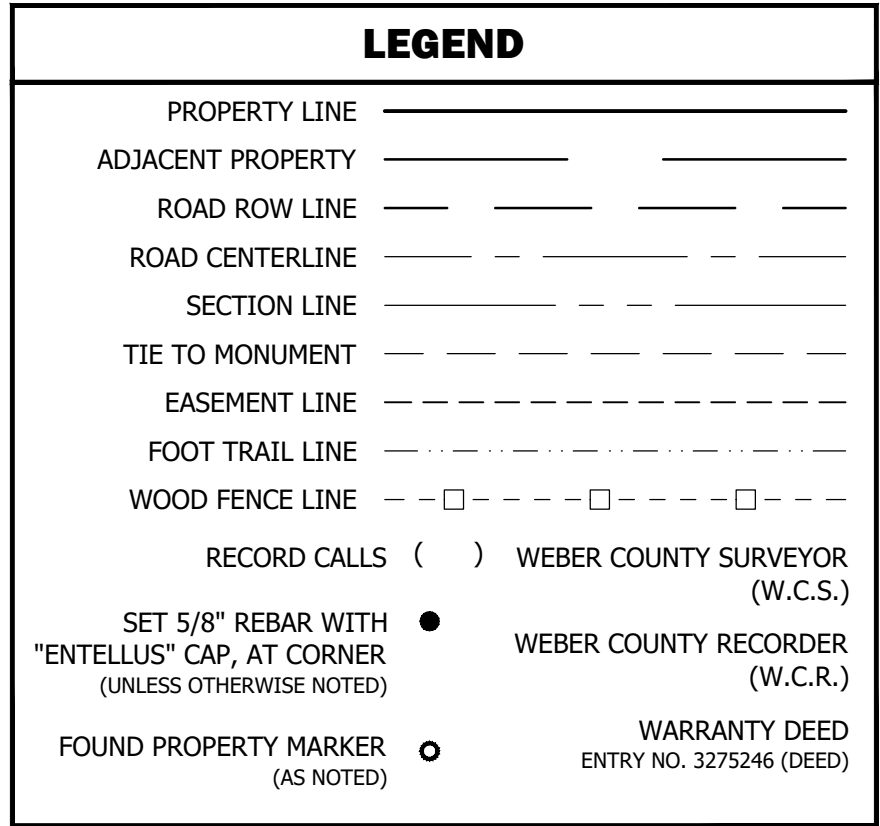 LEGEND
PROPERTY LINE
ADJACENT PROPERTY
ROAD ROW LINE
ROAD CENTERLINE
SECTION LINE
TIE TO MONUMENT
EASEMENT LINE
FOOT TRAIL LINE
WOOD FENCE LINE
RECORD CALLS ( )
SET 5/8" REBAR WITH
"ENTELLUS" CAP, AT CORNER
(UNLESS OTHERWISE NOTED)
FOUND PROPERTY MARKER
(AS NOTED)
WEBER COUNTY SURVEYOR
(W.C.S.)
WEBER COUNTY RECORDER
(W.C.R.)
WARRANTY DEED
ENTRY NO. 3275246 (DEED)